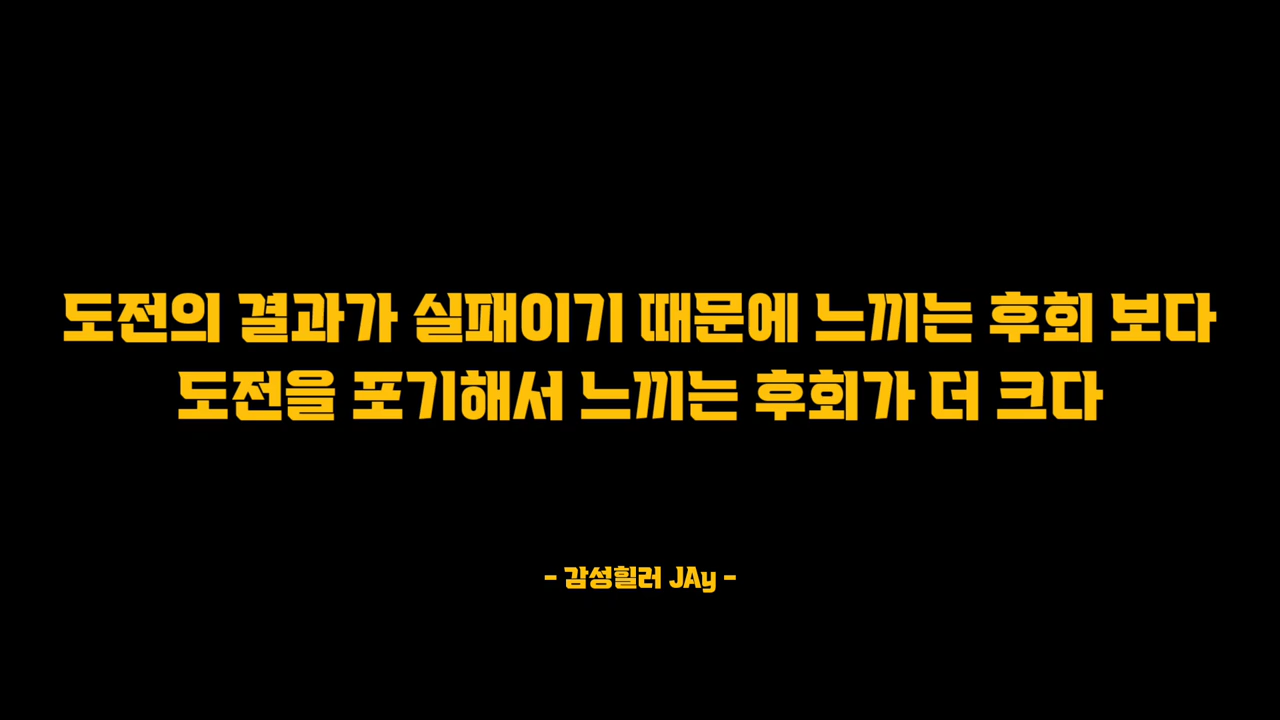 도전의 결과가 실패이기 때문에 느끼는 후회 보다
도전을 포기해서 느끼는 후회가 더 크다
- 감성힐러 JAy -